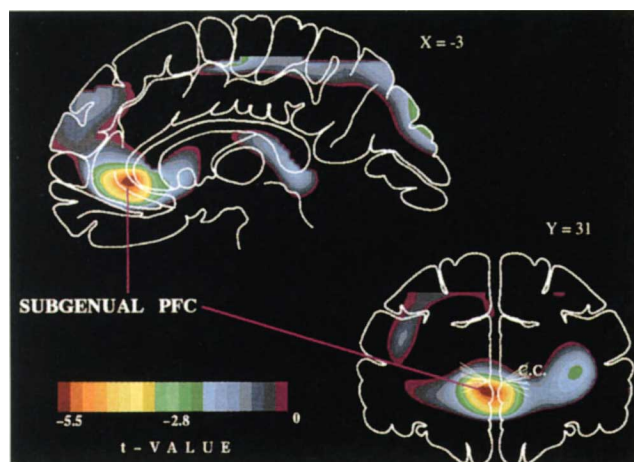 X = -3
Y = 31
SUBGENUAL PFC
C.C.
-5.5 -2.8 0
t - VALUE